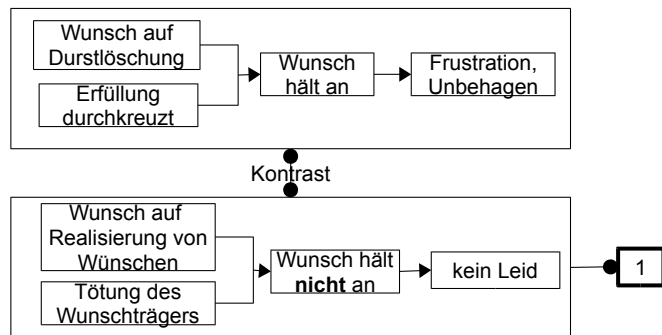 Wunsch auf
Durstlöschung
Erfüllung
durchkreuzt
Wunsch
hält an
Frustration,
Unbehagen
Kontrast
Wunsch auf
Realisierung von
Wünschen
Tötung des
Wunschträgers
Wunsch hält
nicht an
kein Leid
1